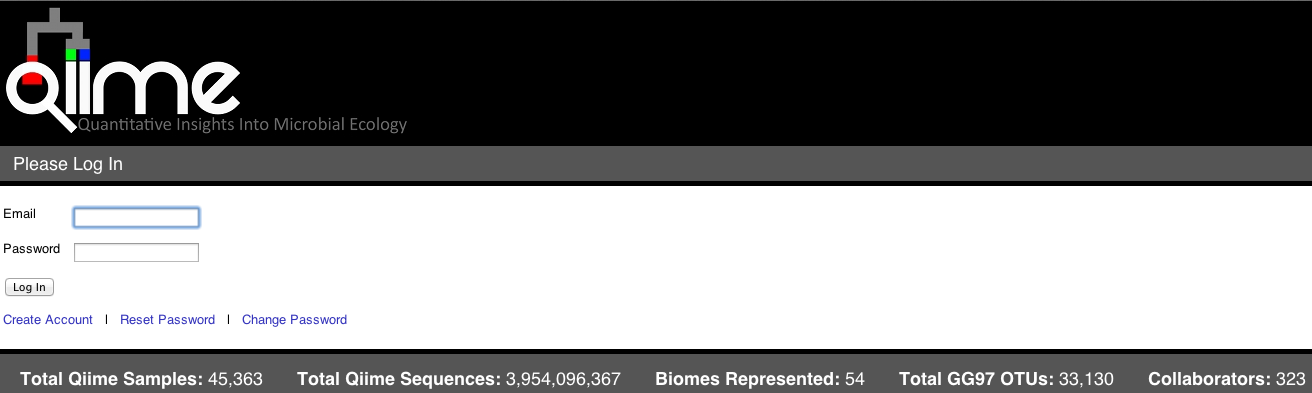 Qiime
Quantitative Insights Into Microbial Ecology
Please Log In
Email
Password
Log In
Create Account | Reset Password | Change Password
Total Qiime Samples: 45,363 Total Qiime Sequences: 3,954,096,367 Biomes Represented: 54 Total GG97 OTUs: 33,130 Collaborators: 323